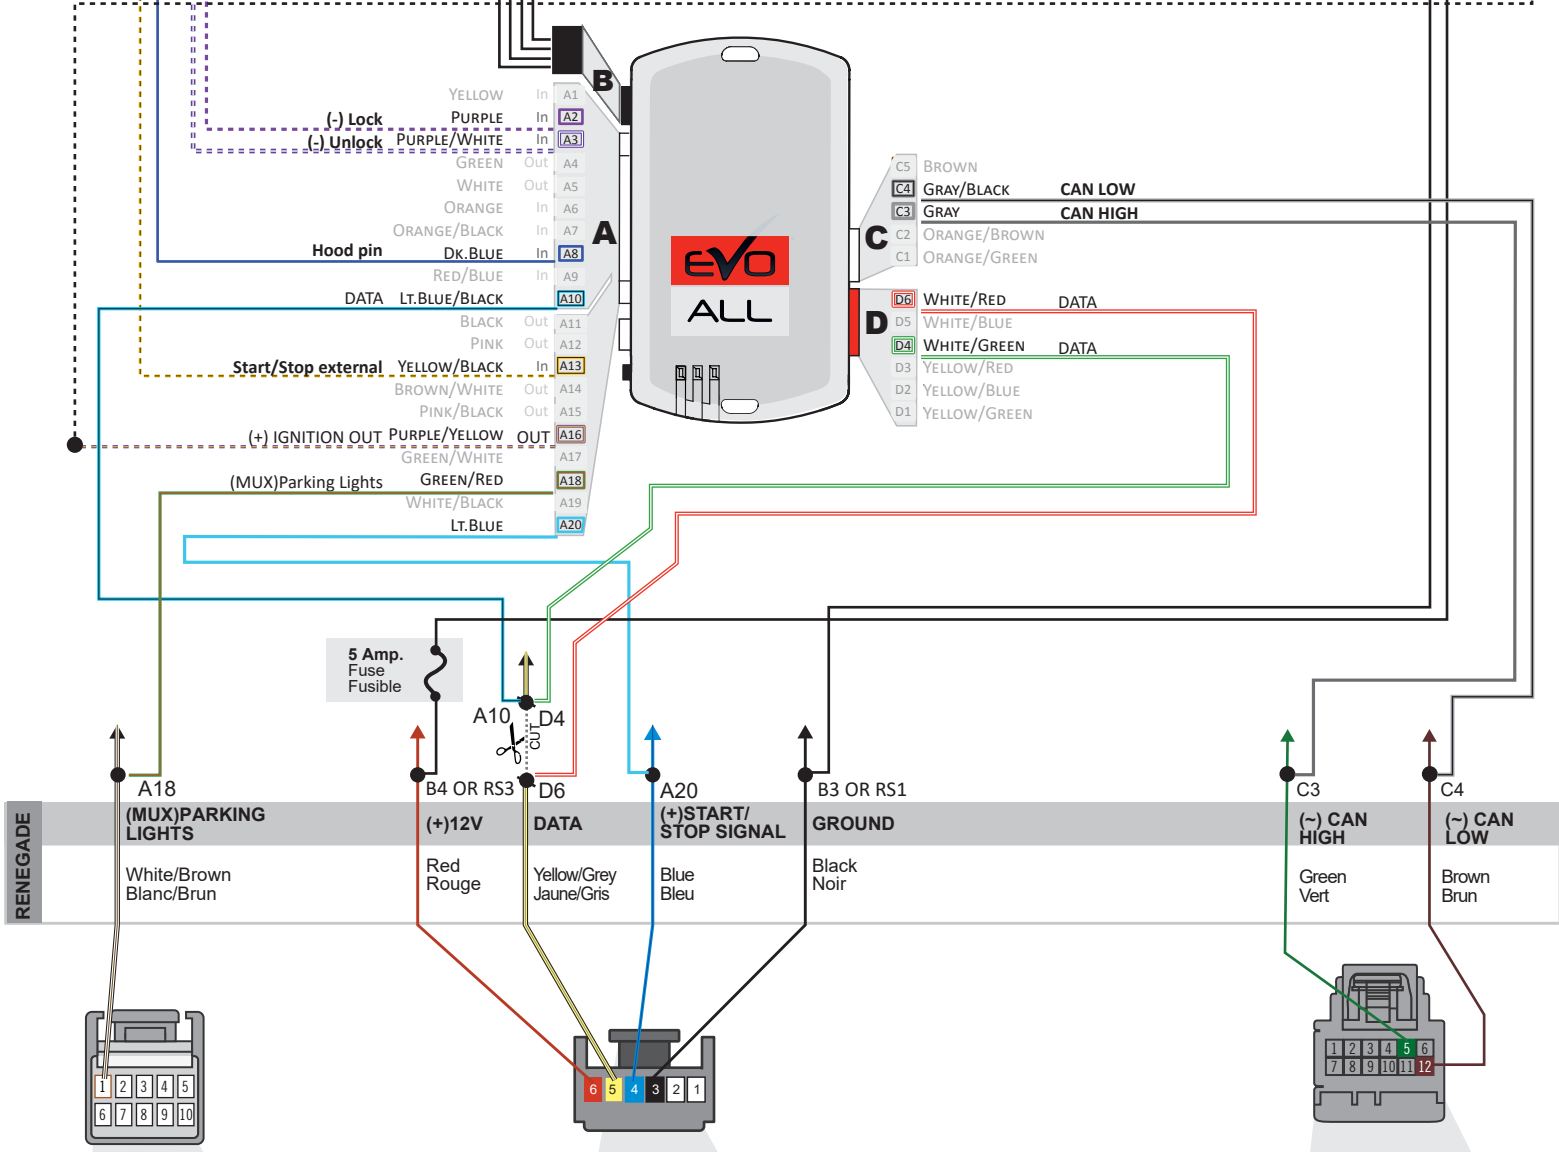 B
YELLOW In A1
(-) Lock PURPLE In A2
(-) Unlock PURPLE/WHITE In A3
GREEN Out A4
WHITE Out A5
ORANGE In A6
ORANGE/BLACK In A7
Hood pin DK.BLUE In A8
RED/BLUE In A9
DATA LT.BLUE/BLACK A10
BLACK Out A11
PINK Out A12
Start/Stop external YELLOW/BLACK In A13
BROWN/WHITE Out A14
PINK/BLACK Out A15
(+) IGNITION OUT PURPLE/YELLOW OUT A16
GREEN/WHITE A17
(MUX)Parking Lights GREEN/RED A18
WHITE/BLACK A19
LT.BLUE A20
A
EVO
ALL
C
C5 BROWN
C4 GRAY/BLACK CAN LOW
C3 GRAY CAN HIGH
C2 ORANGE/BROWN
C1 ORANGE/GREEN
D
D6 WHITE/RED DATA
D5 WHITE/BLUE
D4 WHITE/GREEN DATA
D3 YELLOW/RED
D2 YELLOW/BLUE
D1 YELLOW/GREEN
5 Amp.
Fuse
Fusible
A10 D4
CUT
A18
B4 OR RS3
D6
A20
B3 OR RS1
C3
C4
RENEGADE
(MUX)PARKING
LIGHTS
(+)12V
DATA
(+)START/
STOP SIGNAL
GROUND
(~) CAN
HIGH
(~) CAN
LOW
White/Brown
Blanc/Brun
Red
Rouge
Yellow/Grey
Jaune/Gris
Blue
Bleu
Black
Noir
Green
Vert
Brown
Brun
1 2 3 4 5
6 7 8 9 10
6 5 4 3 2 1
1 2 3 4 5 6
7 8 9 10 11 12